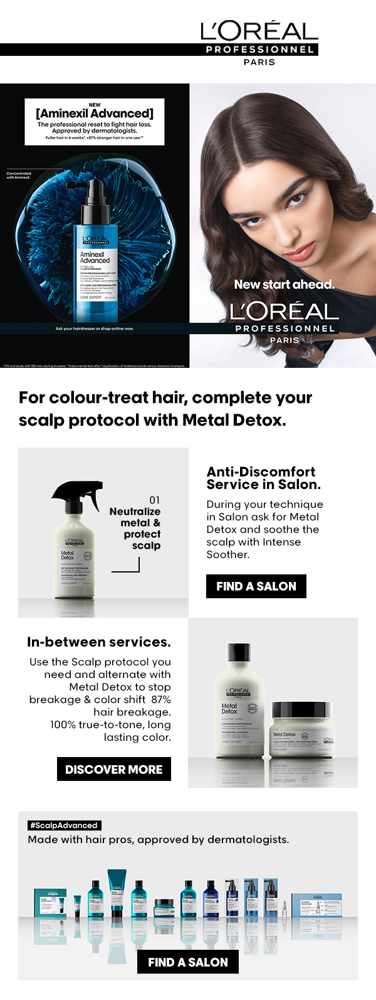 L'ORÉAL
PROFESSIONNEL
PARIS
NEW
[Aminexil Advanced]
The professional reset to fight hair loss.
Approved by dermatologists.
Fuller hair in 6 weeks*. +87% stronger hair in one use.**
Concentrated
with Aminexil.
L'ORÉAL
PROFESSIONNEL
PARIS
Aminexil
Advanced
FULLER & STRONGER
SERIE EXPERT
New start ahead.
L'ORÉAL
PROFESSIONNEL
PARIS
Ask your hairdresser or shop online now.
*Clinical study with 130 men during 6 weeks. **Instrumental test after 1 application of tested products versus classical shampoo.
For colour-treat hair, complete your
scalp protocol with Metal Detox.
01
Neutralize
metal &
protect
scalp
L'ORÉAL
PROFESSIONNEL
PARIS
Metal
Detox
SERIE EXPERT
Anti-Discomfort
Service in Salon.
During your technique
in Salon ask for Metal
Detox and soothe the
scalp with Intense
Soother.
FIND A SALON
In-between services.
Use the Scalp protocol you
need and alternate with
Metal Detox to stop
breakage & color shift 87%
hair breakage.
100% true-to-tone, long
lasting color.
DISCOVER MORE
L'ORÉAL
PROFESSIONNEL
PARIS
Metal
Detox
SERIE EXPERT
Metal Detox
L'ORÉAL
SERIE EXPERT
#ScalpAdvanced
Made with hair pros, approved by dermatologists.
FIND A SALON